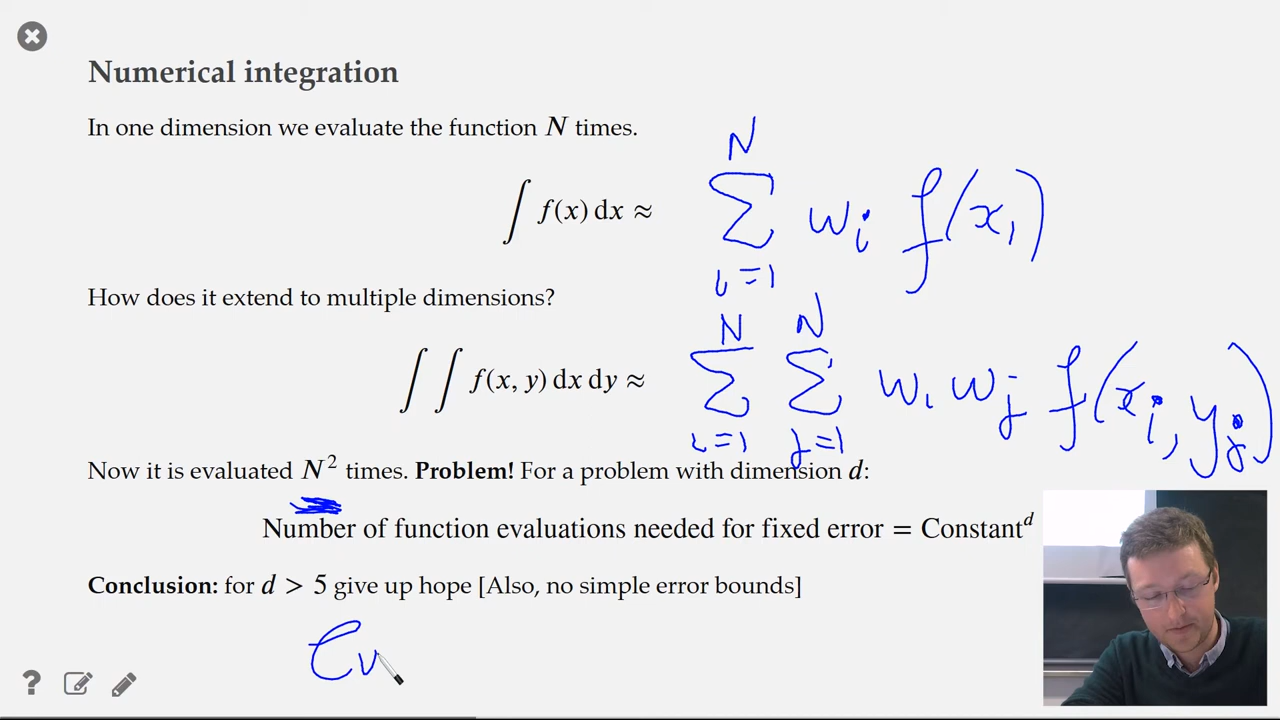 Numerical integration
In one dimension we evaluate the function N times.
N
∫ f(x) dx ≈ ∑ wᵢ f(x₁)
i=1
How does it extend to multiple dimensions?
N N
∫ ∫ f(x, y) dx dy ≈ ∑ ∑ wᵢ wⱼ f(xᵢ, yⱼ)
i=1 j=1
Now it is evaluated N² times. Problem! For a problem with dimension d:
Number of function evaluations needed for fixed error = Constantᵈ
Conclusion: for d > 5 give up hope [Also, no simple error bounds]
Cu
?